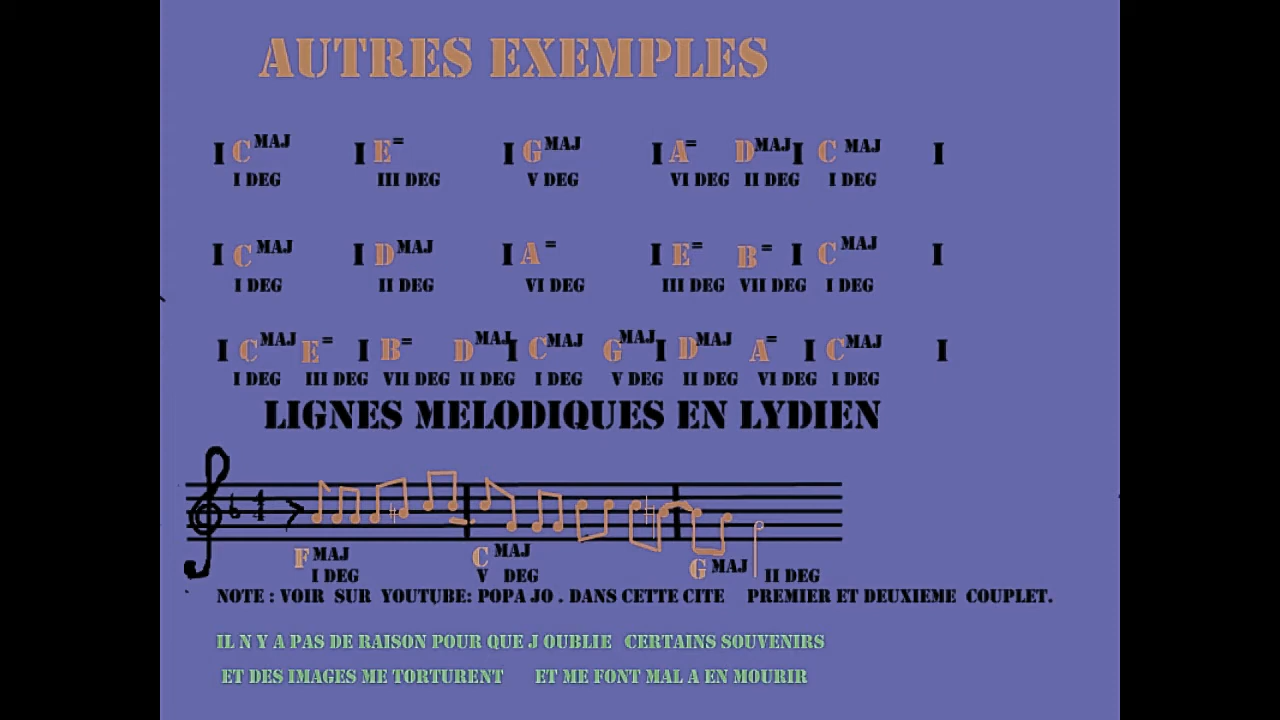 AUTRES EXEMPLES
I C MAJ I E= I G MAJ I A= D MAJ I C MAJ I
I DEG III DEG V DEG VI DEG II DEG I DEG
I C MAJ I D MAJ I A= I E= B= I C MAJ I
I DEG II DEG VI DEG III DEG VII DEG I DEG
I C MAJ E= I B= D MAJ I C MAJ G MAJ I D MAJ A= I C MAJ I
I DEG III DEG VII DEG II DEG I DEG V DEG II DEG VI DEG I DEG
LIGNES MELODIQUES EN LYDIEN
4
4
F MAJ C MAJ G MAJ
I DEG V DEG II DEG
NOTE : VOIR SUR YOUTUBE: POPA JO . DANS CETTE CITE PREMIER ET DEUXIEME COUPLET.
IL N Y A PAS DE RAISON POUR QUE J OUBLIE CERTAINS SOUVENIRS
ET DES IMAGES ME TORTURENT ET ME FONT MAL A EN MOURIR